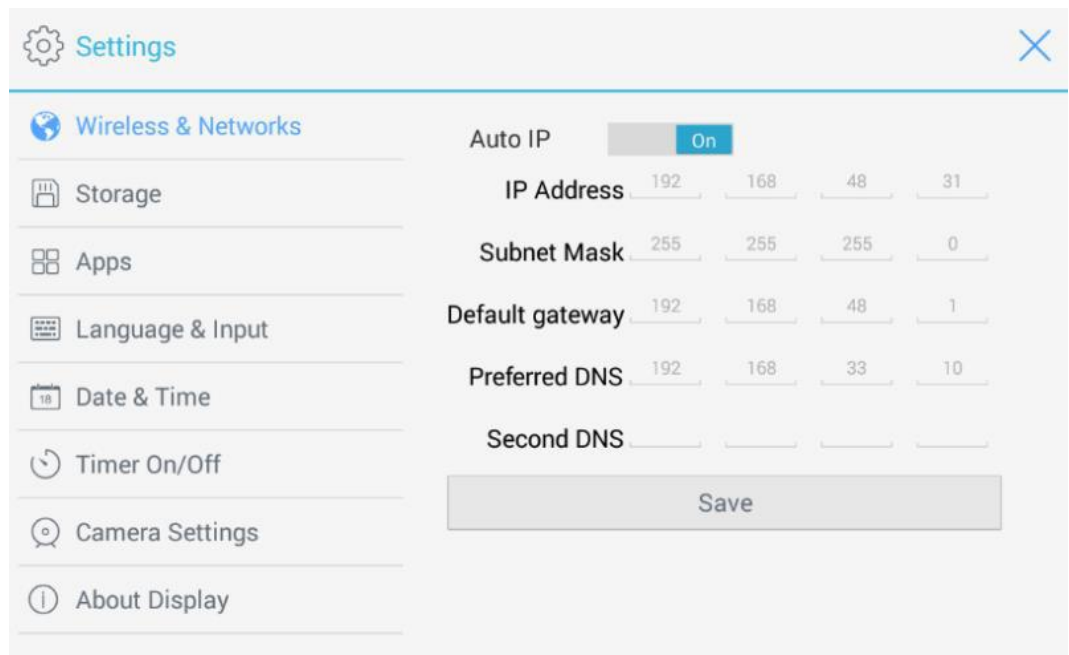 Settings
Wireless & Networks
Storage
Apps
Language & Input
18
Date & Time
Timer On/Off
Camera Settings
About Display
Auto IP On
IP Address 192 168 48 31
Subnet Mask 255 255 255 0
Default gateway 192 168 48 1
Preferred DNS 192 168 33 10
Second DNS
Save